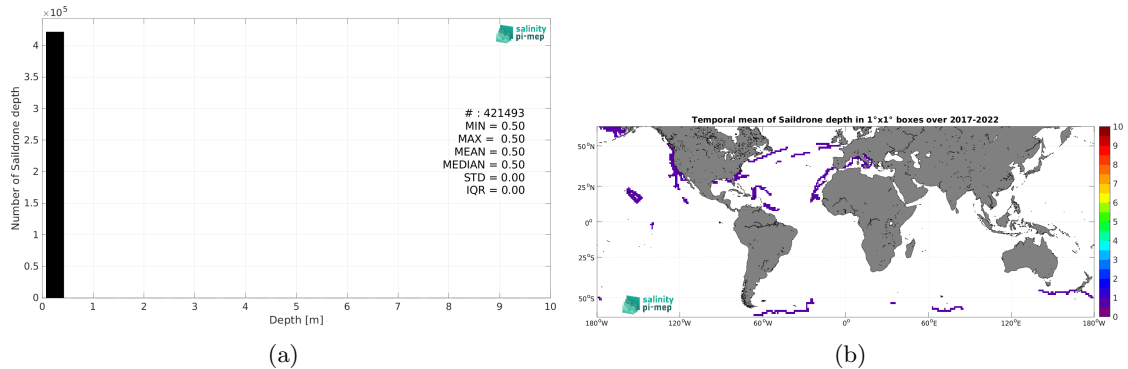 ×10⁵
4
3.5
3
2.5
2
1.5
1
0.5
0
Number of Saildrone depth
salinity
pi-mep
# : 421493
MIN = 0.50
MAX = 0.50
MEAN = 0.50
MEDIAN = 0.50
STD = 0.00
IQR = 0.00
1 2 3 4 5 6 7 8 9 10
Depth [m]
(a)
Temporal mean of Saildrone depth in 1°x1° boxes over 2017-2022
50°N
25°N
0°
25°S
50°S
salinity
pi-mep
180°W 120°W 60°W 0° 60°E 120°E 180°W
10
9
8
7
6
5
4
3
2
1
0
(b)